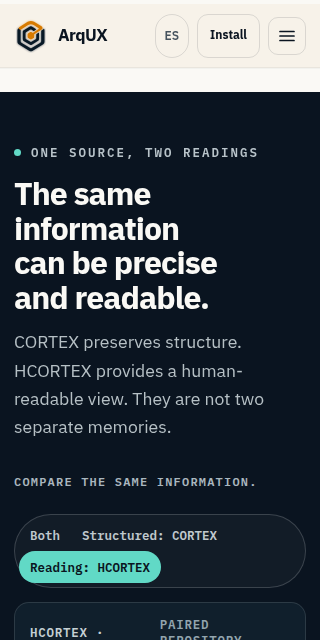 ArqUX
ES
Install
ONE SOURCE, TWO READINGS
The same
information
can be precise
and readable.
CORTEX preserves structure.
HCORTEX provides a human-
readable view. They are not two
separate memories.
COMPARE THE SAME INFORMATION.
Both Structured: CORTEX
Reading: HCORTEX
HCORTEX ·
PAIRED
REPOSITORY